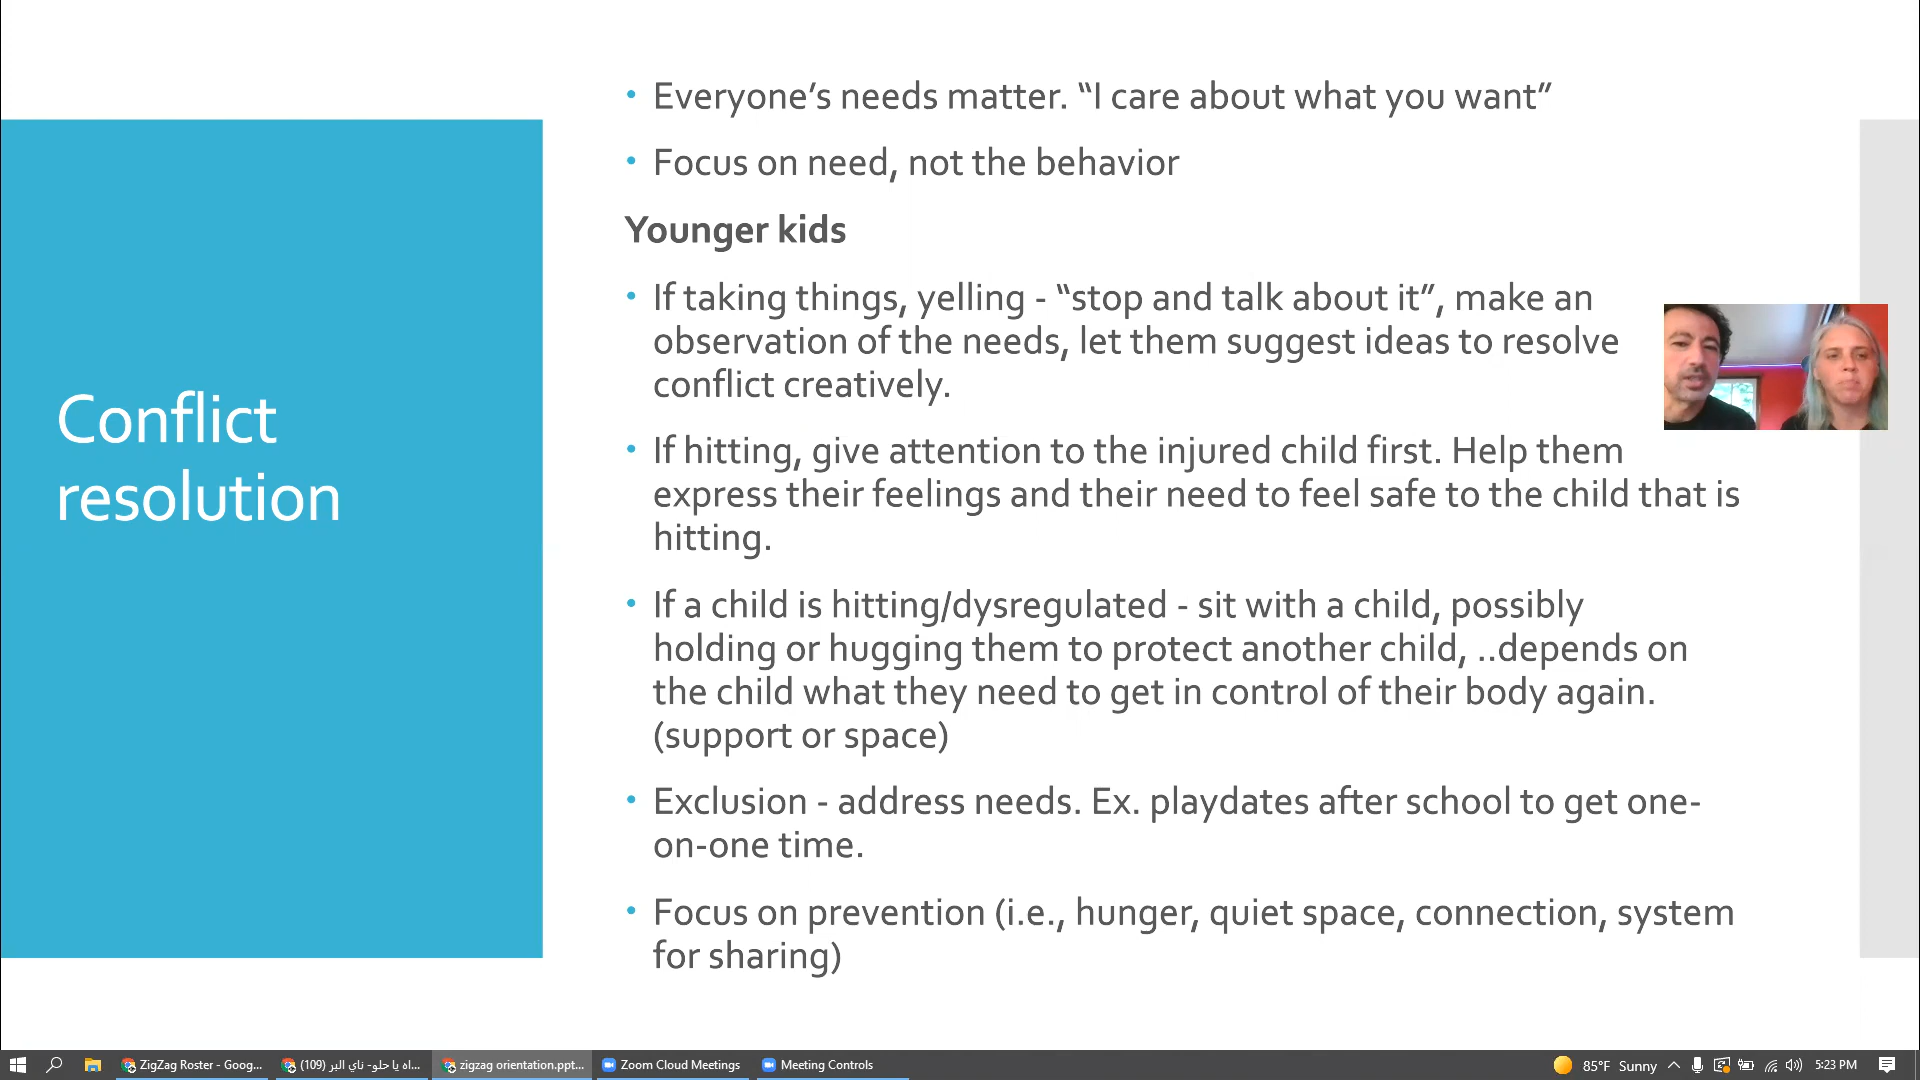 Everyone’s needs matter. “I care about what you want”
Focus on need, not the behavior
Younger kids
If taking things, yelling - “stop and talk about it”, make an
observation of the needs, let them suggest ideas to resolve
conflict creatively.
If hitting, give attention to the injured child first. Help them
express their feelings and their need to feel safe to the child that is
hitting.
If a child is hitting/dysregulated - sit with a child, possibly
holding or hugging them to protect another child, ..depends on
the child what they need to get in control of their body again.
(support or space)
Exclusion - address needs. Ex. playdates after school to get one-
on-one time.
Focus on prevention (i.e., hunger, quiet space, connection, system
for sharing)
Conflict
resolution
ZigZag Roster - Goog...
(109) اه يا حلو- ناي البر...
zigzag orientation.ppt...
Zoom Cloud Meetings
Meeting Controls
85°F Sunny
5:23 PM